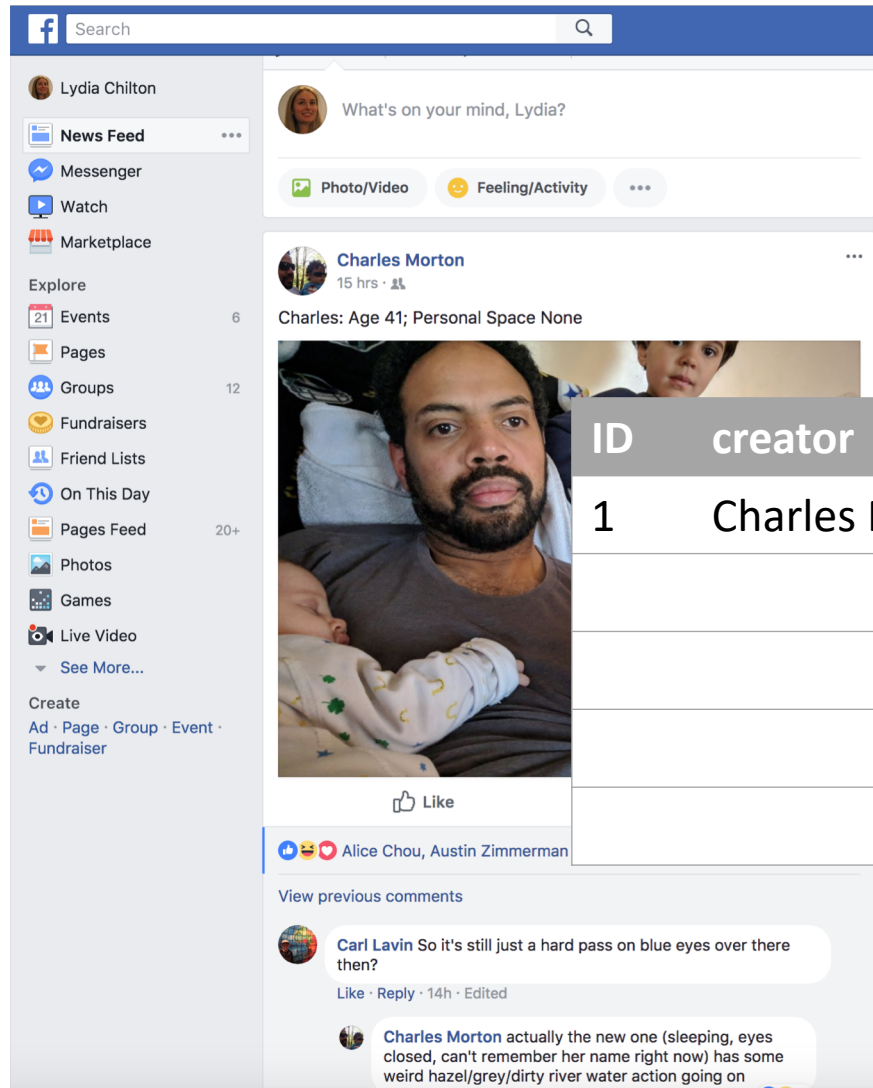 Search
Lydia Chilton
News Feed
Messenger
Watch
Marketplace
Explore
21 Events 6
Pages
Groups 12
Fundraisers
Friend Lists
On This Day
Pages Feed 20+
Photos
Games
Live Video
See More...
Create
Ad · Page · Group · Event ·
Fundraiser
What's on your mind, Lydia?
Photo/Video Feeling/Activity
Charles Morton
15 hrs ·
Charles: Age 41; Personal Space None
ID creator
1 Charles
Like
Alice Chou, Austin Zimmerman
View previous comments
Carl Lavin So it's still just a hard pass on blue eyes over there
then?
Like · Reply · 14h · Edited
Charles Morton actually the new one (sleeping, eyes
closed, can't remember her name right now) has some
weird hazel/grey/dirty river water action going on